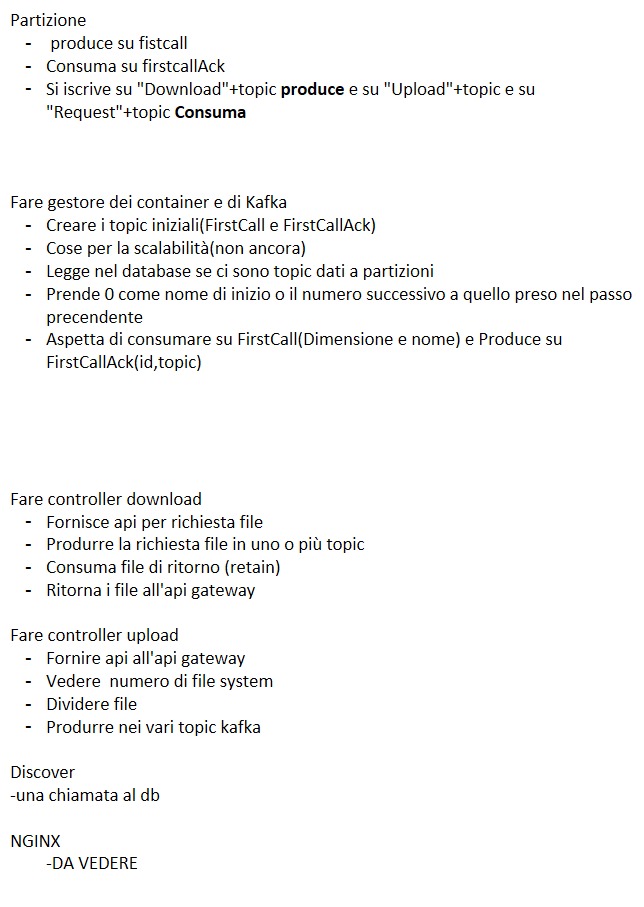 Partizione
- produce su fistcall
- Consuma su firstcallAck
- Si iscrive su "Download"+topic produce e su "Upload"+topic e su
"Request"+topic Consuma
Fare gestore dei container e di Kafka
- Creare i topic iniziali(FirstCall e FirstCallAck)
- Cose per la scalabilità(non ancora)
- Legge nel database se ci sono topic dati a partizioni
- Prende 0 come nome di inizio o il numero successivo a quello preso nel passo
precendente
- Aspetta di consumare su FirstCall(Dimensione e nome) e Produce su
FirstCallAck(id,topic)
Fare controller download
- Fornisce api per richiesta file
- Produrre la richiesta file in uno o più topic
- Consuma file di ritorno (retain)
- Ritorna i file all'api gateway
Fare controller upload
- Fornire api all'api gateway
- Vedere numero di file system
- Dividere file
- Produrre nei vari topic kafka
Discover
-una chiamata al db
NGINX
-DA VEDERE